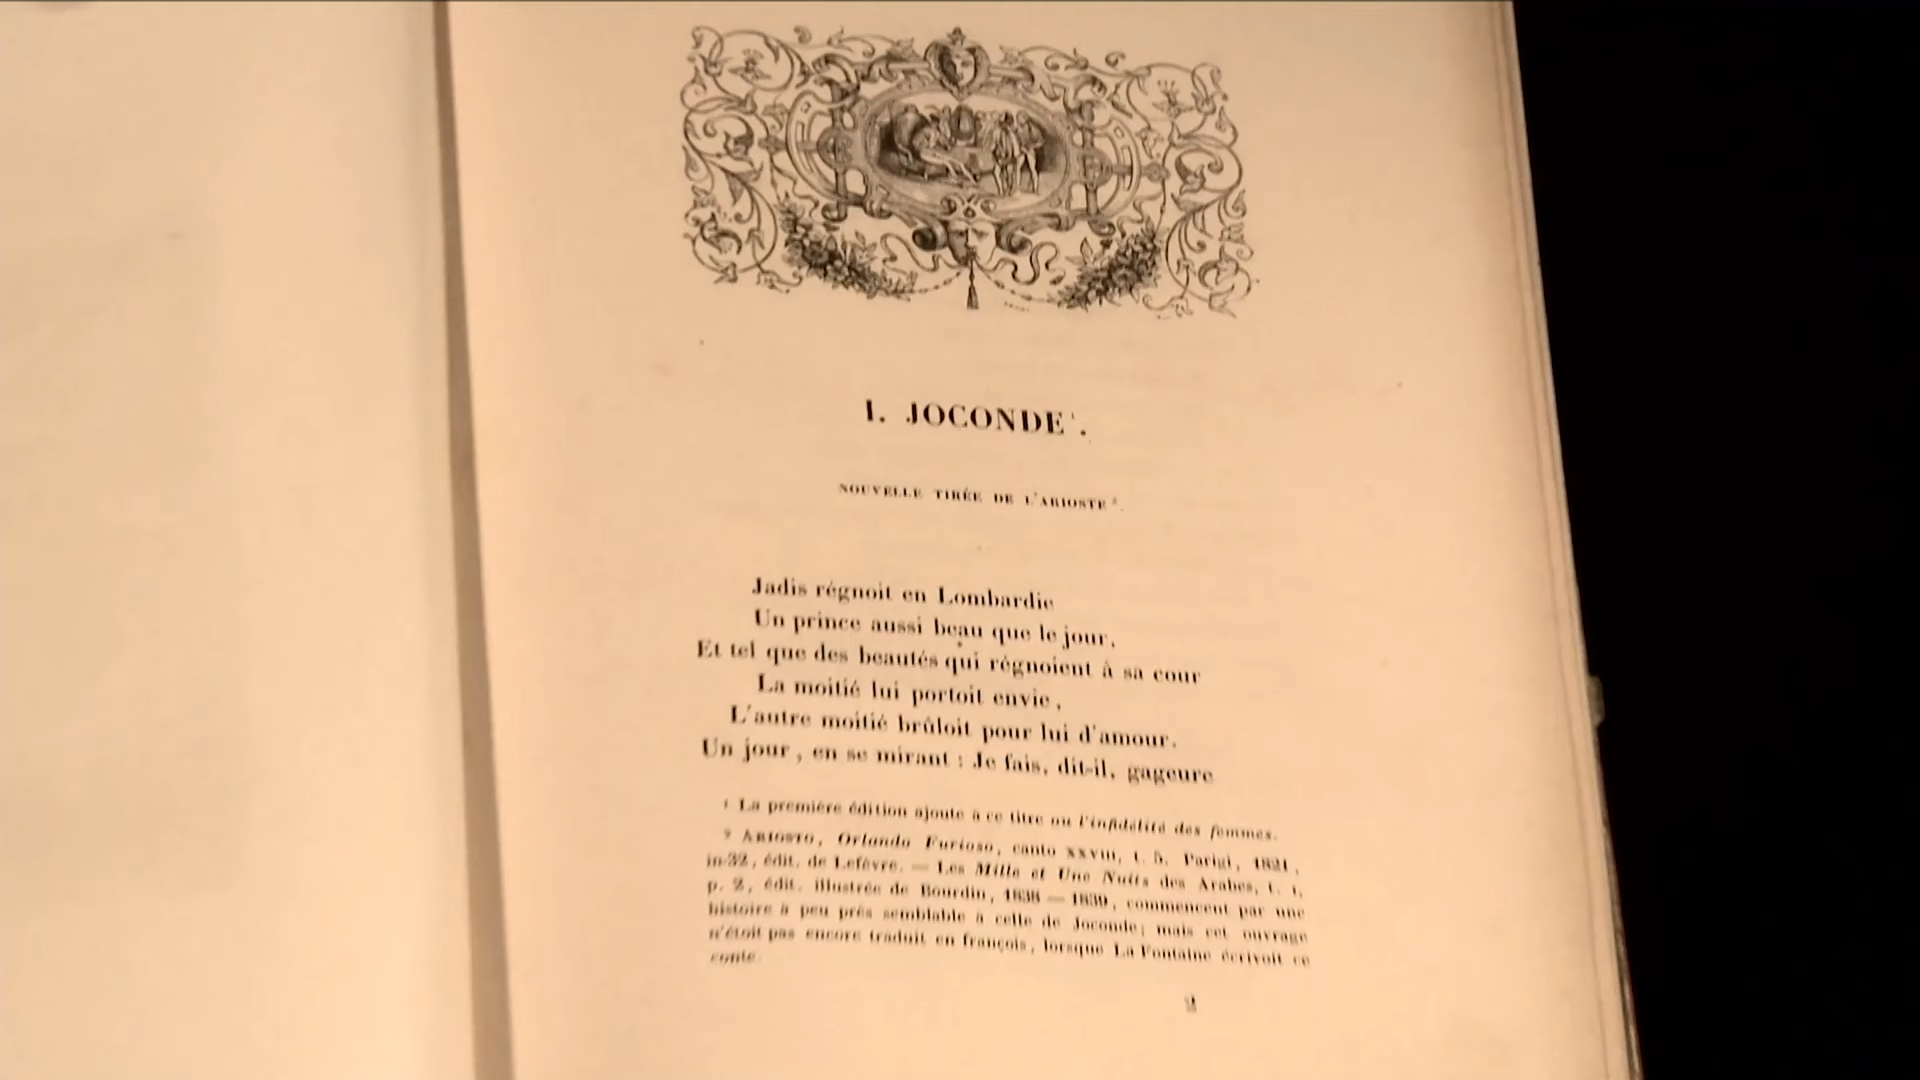 I. JOCONDE ¹.
NOUVELLE TIRÉE DE L'ARIOSTE ².
Jadis régnoit en Lombardie
Un prince aussi beau que le jour,
Et tel que des beautés qui régnoient à sa cour
La moitié lui portoit envie,
L'autre moitié brûloit pour lui d'amour.
Un jour, en se mirant : Je fais, dit-il, gageure
¹ La première édition ajoute à ce titre ou l'infidélité des femmes.
² ARIOSTO, Orlando Furioso, canto XXVIII, t. 5. Parigi, 1821,
in-32, édit. de Lefèvre. — Les Mille et Une Nuits des Arabes, t. I,
p. 2, édit. illustrée de Bourdin, 1838 — 1839, commencent par une
histoire à peu près semblable à celle de Joconde; mais cet ouvrage
n'étoit pas encore traduit en françois, lorsque La Fontaine écrivoit ce
conte.
2